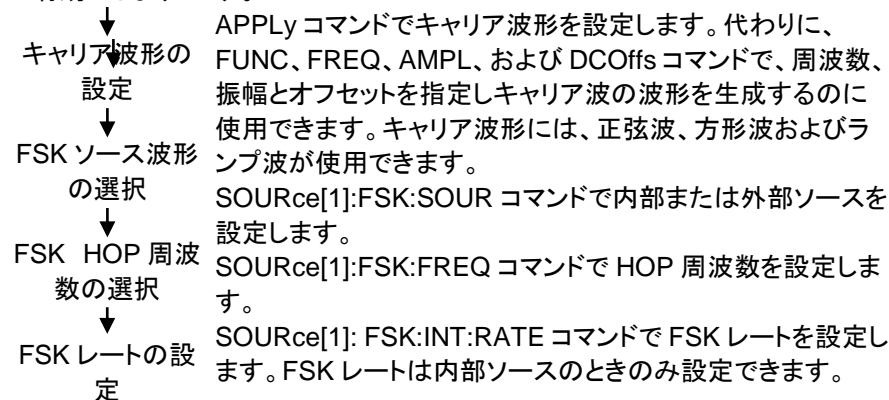 キャリア波形の
設定
FSK ソース波形
の選択
FSK HOP 周波
数の選択
FSK レートの設
定
APPLy コマンドでキャリア波形を設定します。代わりに、
FUNC、FREQ、AMPL、および DCOffs コマンドで、周波数、
振幅とオフセットを指定しキャリア波の波形を生成するのに
使用できます。キャリア波形には、正弦波、方形波およびラ
ンプ波が使用できます。
SOURce[1]:FSK:SOUR コマンドで内部または外部ソースを
設定します。
SOURce[1]:FSK:FREQ コマンドで HOP 周波数を設定しま
す。
SOURce[1]: FSK:INT:RATE コマンドで FSK レートを設定し
ます。FSK レートは内部ソースのときのみ設定できます。